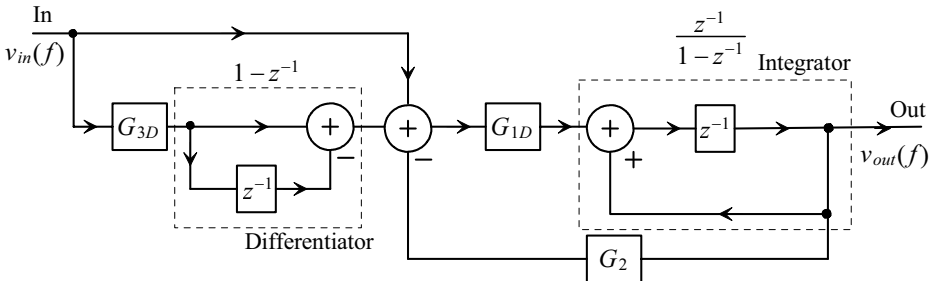 In
v_in(f)
G_3D
1 − z^−1
+
−
z^−1
Differentiator
+
−
G_1D
z^−1
1 − z^−1
Integrator
+
+
z^−1
Out
v_out(f)
G_2